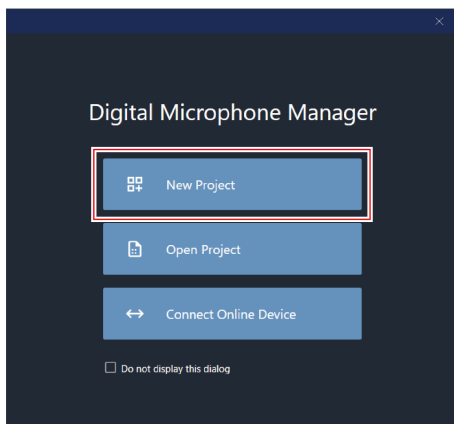 Digital Microphone Manager
New Project
Open Project
Connect Online Device
Do not display this dialog